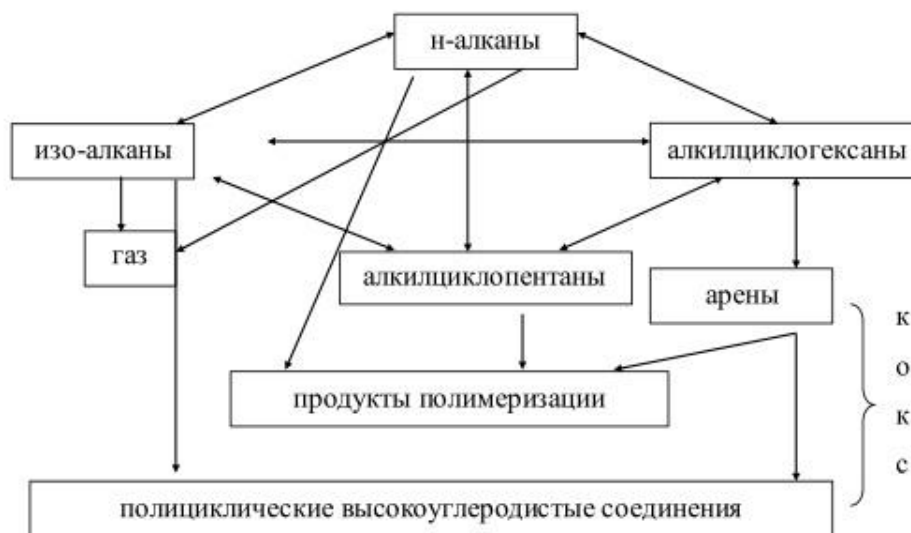 н-алканы
изо-алканы
алкилциклогексаны
газ
алкилциклопентаны
арены
продукты полимеризации
полициклические высокоуглеродистые соединения
к
о
к
с